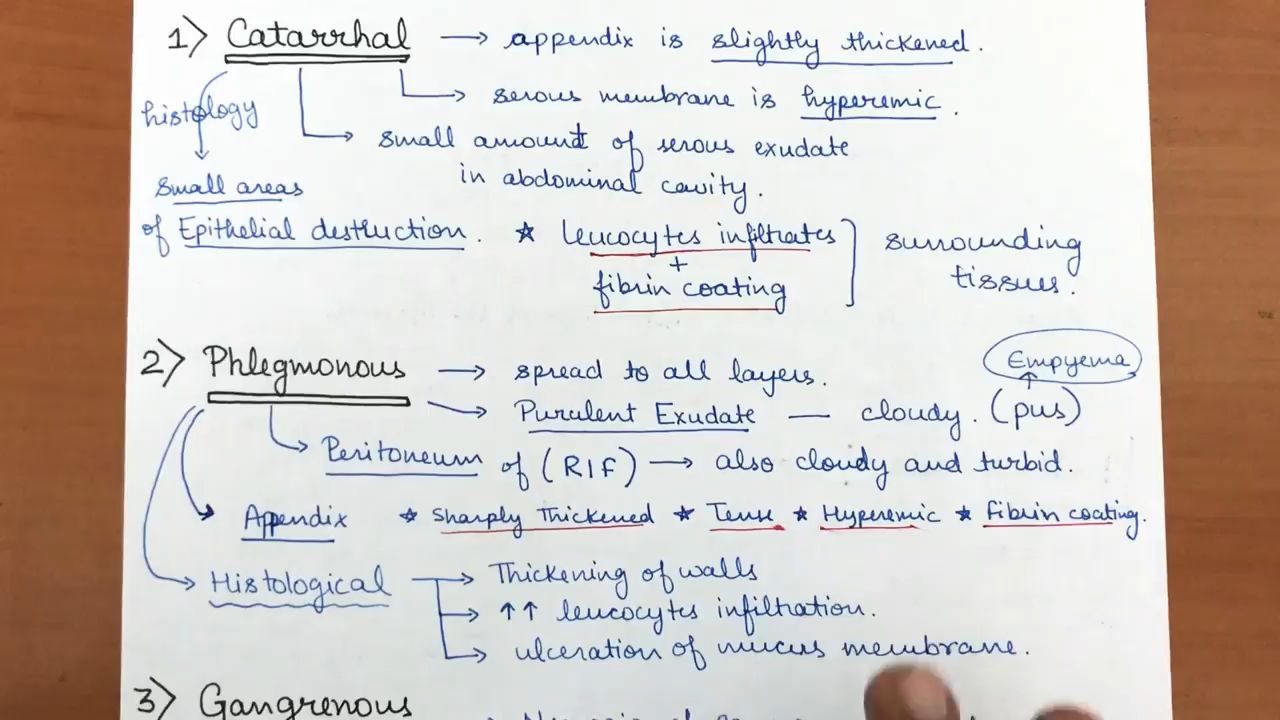 1) Catarrhal → appendix is slightly thickened.
→ serous membrane is hyperemic.
histology
→ small amount of serous exudate
in abdominal cavity.
small areas
of Epithelial destruction. ★ leucocytes infiltrates
+
fibrin coating
surrounding
tissues.
2) Phlegmonous → spread to all layers.
Empyema
↑
→ Purulent Exudate — cloudy. (pus)
→ Peritoneum of (RIF) → also cloudy and turbid.
→ Appendix ★ sharply thickened ★ Tense ★ Hyperemic ★ fibrin coating.
→ Histological → Thickening of walls
→ ↑↑ leucocytes infiltration.
→ ulceration of mucus membrane.
3) Gangrenous